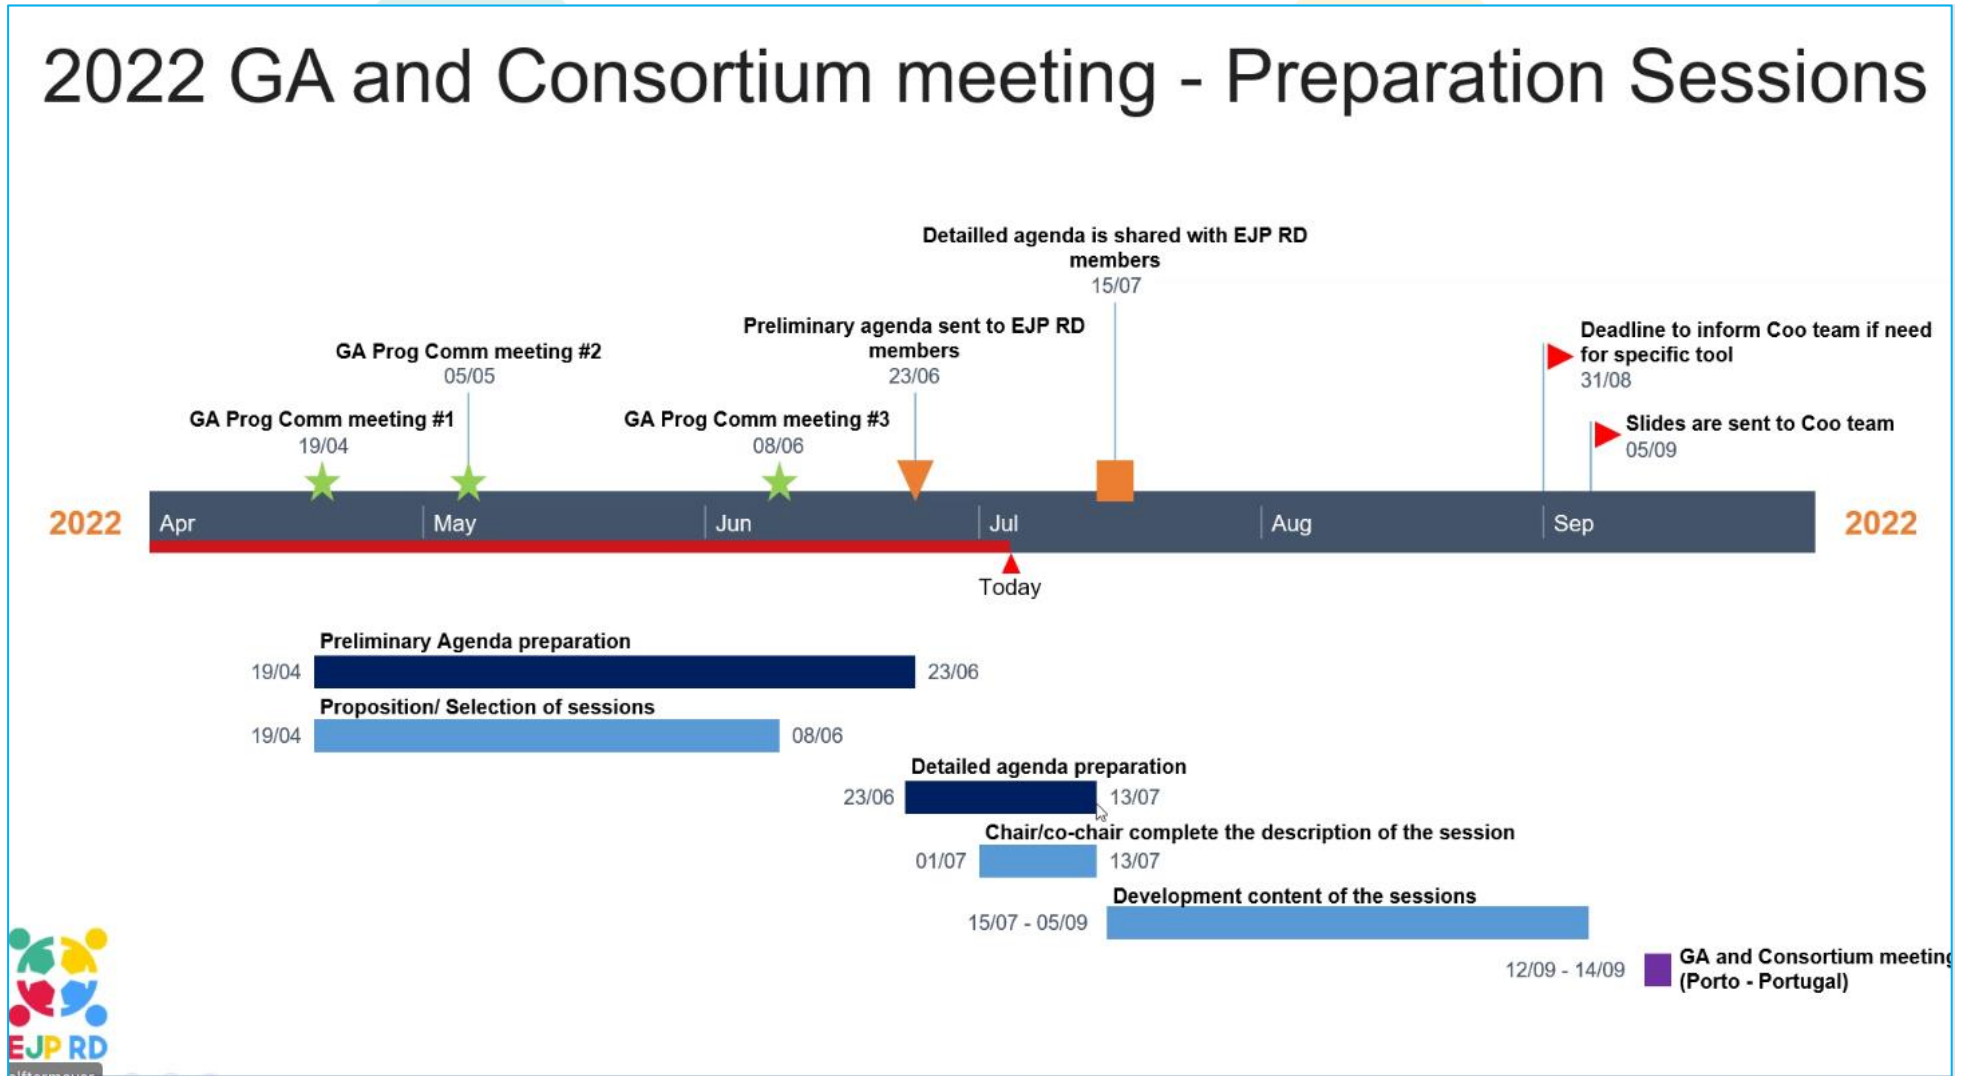 2022 GA and Consortium meeting - Preparation Sessions
Detailled agenda is shared with EJP RD
members
15/07
Preliminary agenda sent to EJP RD
members
23/06
GA Prog Comm meeting #2
05/05
GA Prog Comm meeting #1
19/04
GA Prog Comm meeting #3
08/06
Deadline to inform Coo team if need
for specific tool
31/08
Slides are sent to Coo team
05/09
2022 Apr May Jun Jul Aug Sep 2022
Today
Preliminary Agenda preparation
19/04 23/06
Proposition/ Selection of sessions
19/04 08/06
Detailed agenda preparation
23/06 13/07
Chair/co-chair complete the description of the session
01/07 13/07
Development content of the sessions
15/07 - 05/09
12/09 - 14/09
GA and Consortium meeting
(Porto - Portugal)
EJP RD